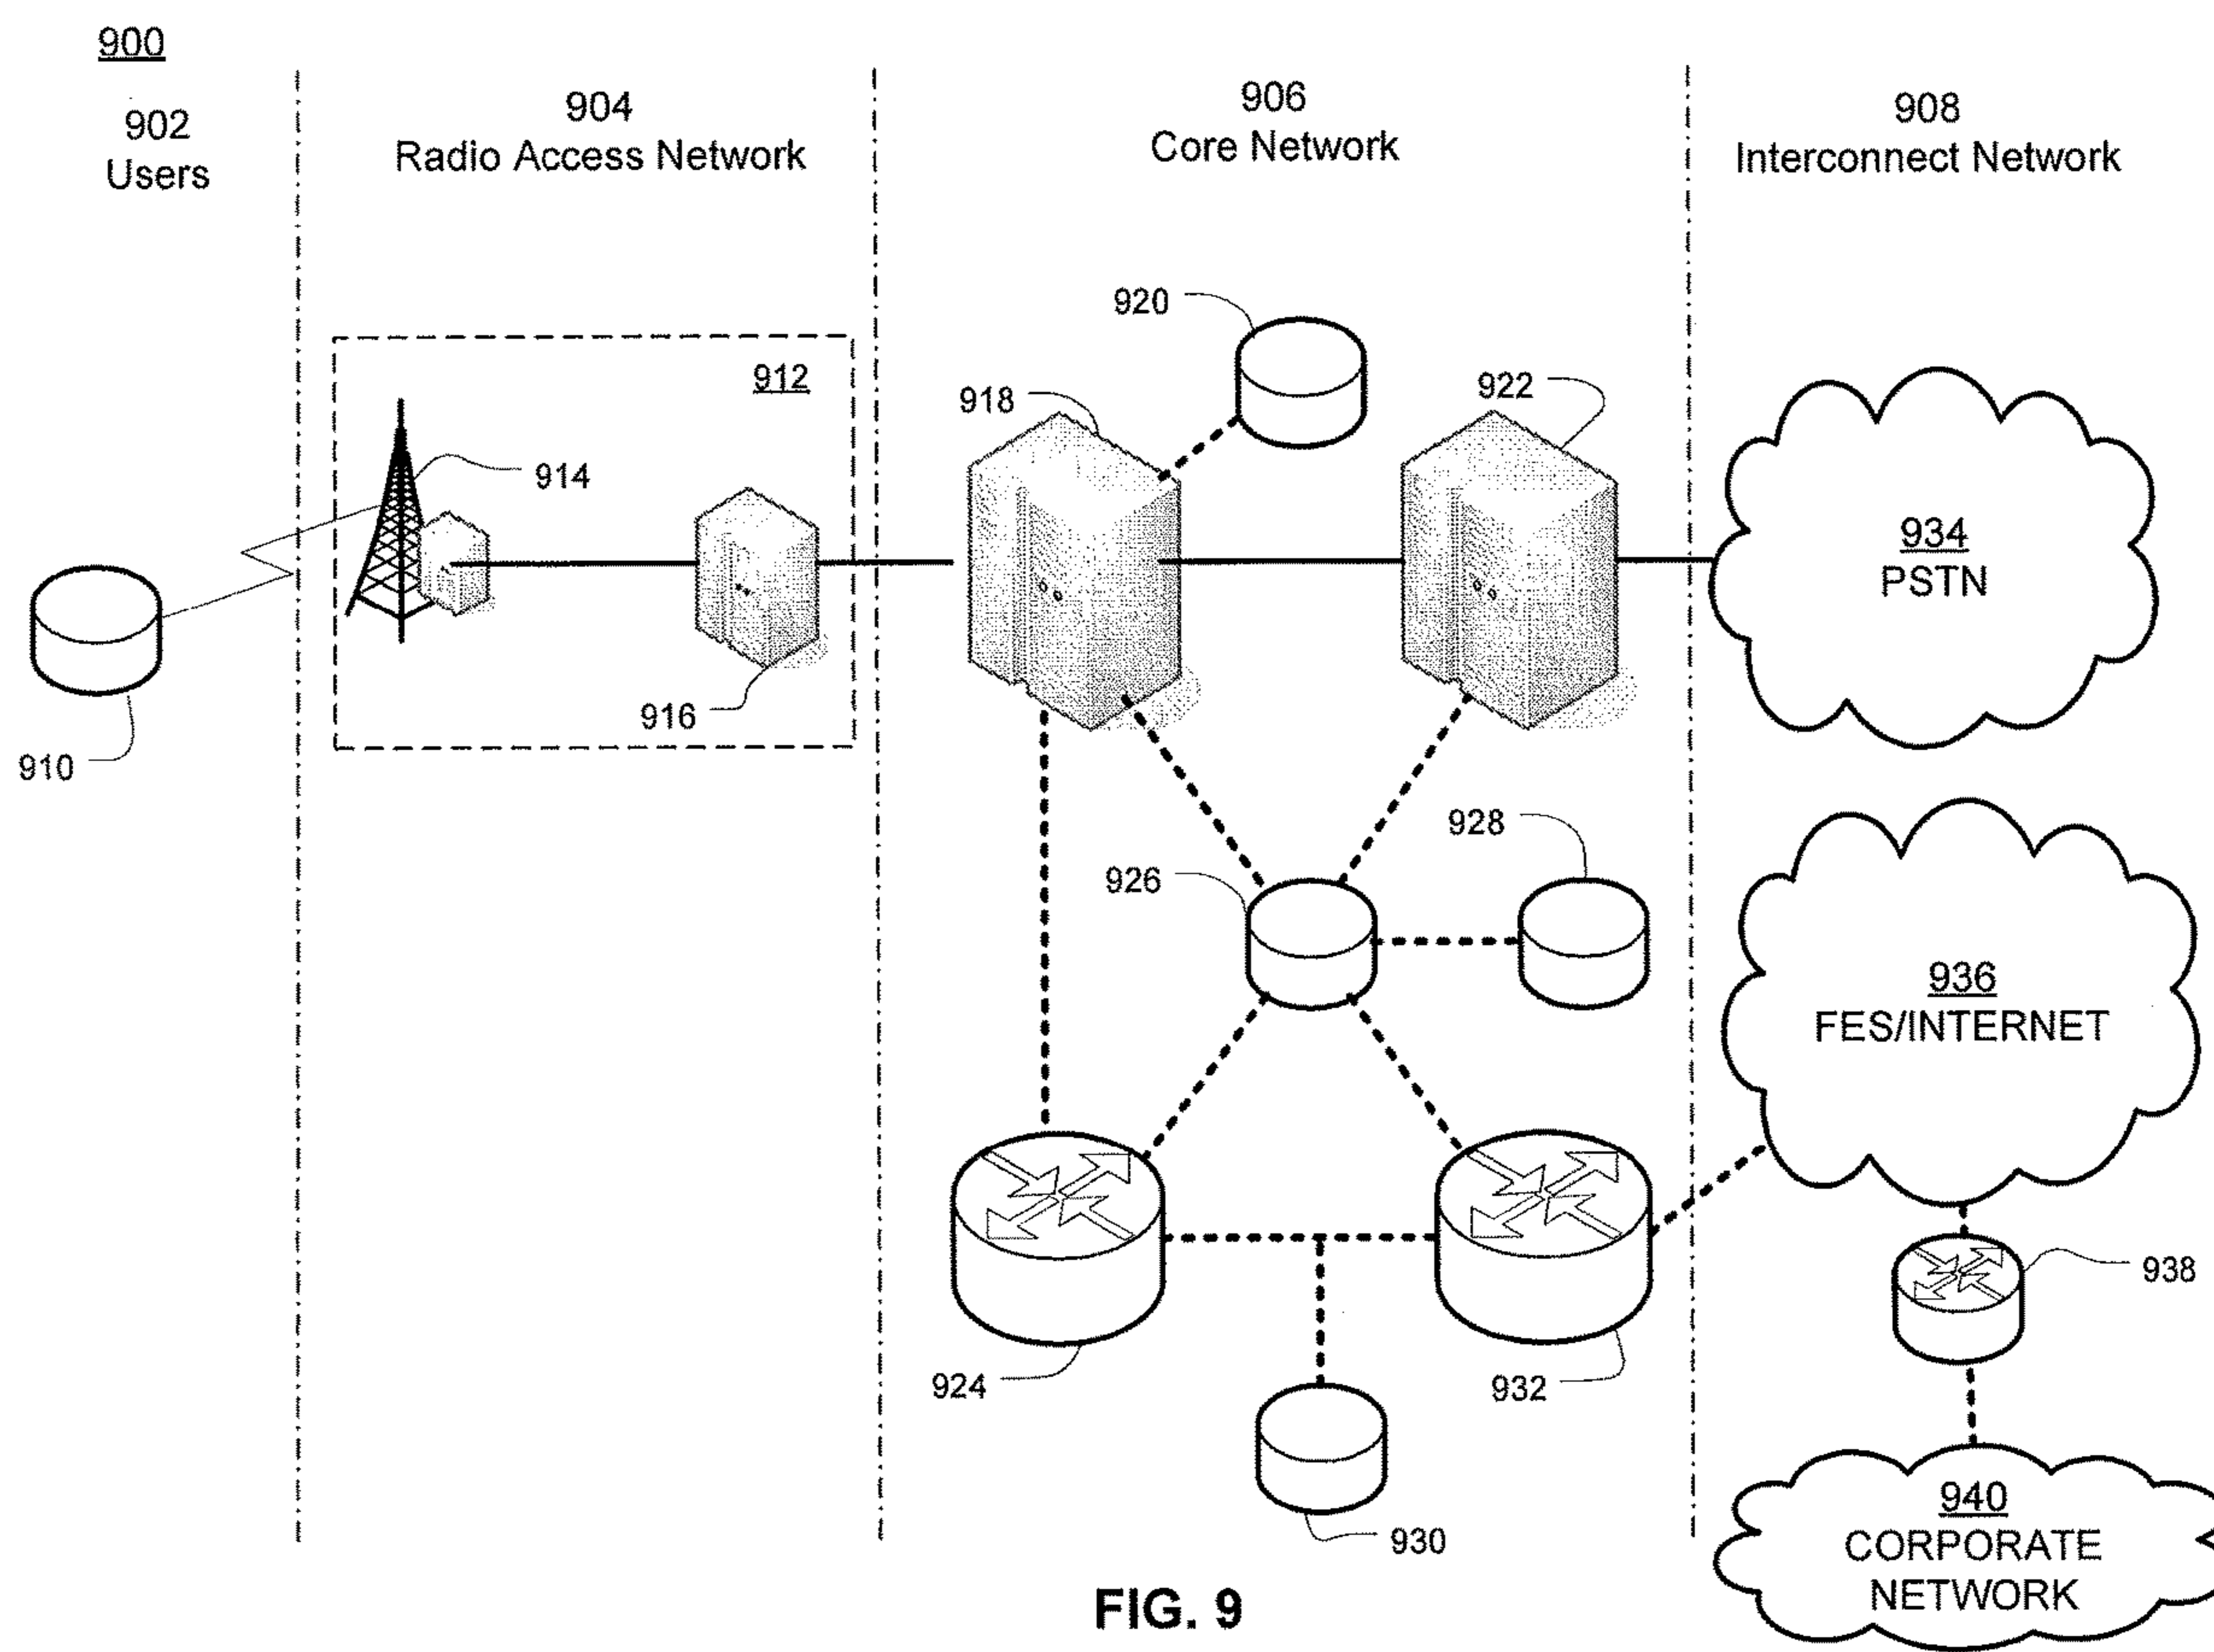 900
902
Users
904
Radio Access Network
906
Core Network
908
Interconnect Network
920
912
918
922
914
934
PSTN
916
910
928
926
936
FES/INTERNET
938
924
932
940
CORPORATE
NETWORK
930
FIG. 9